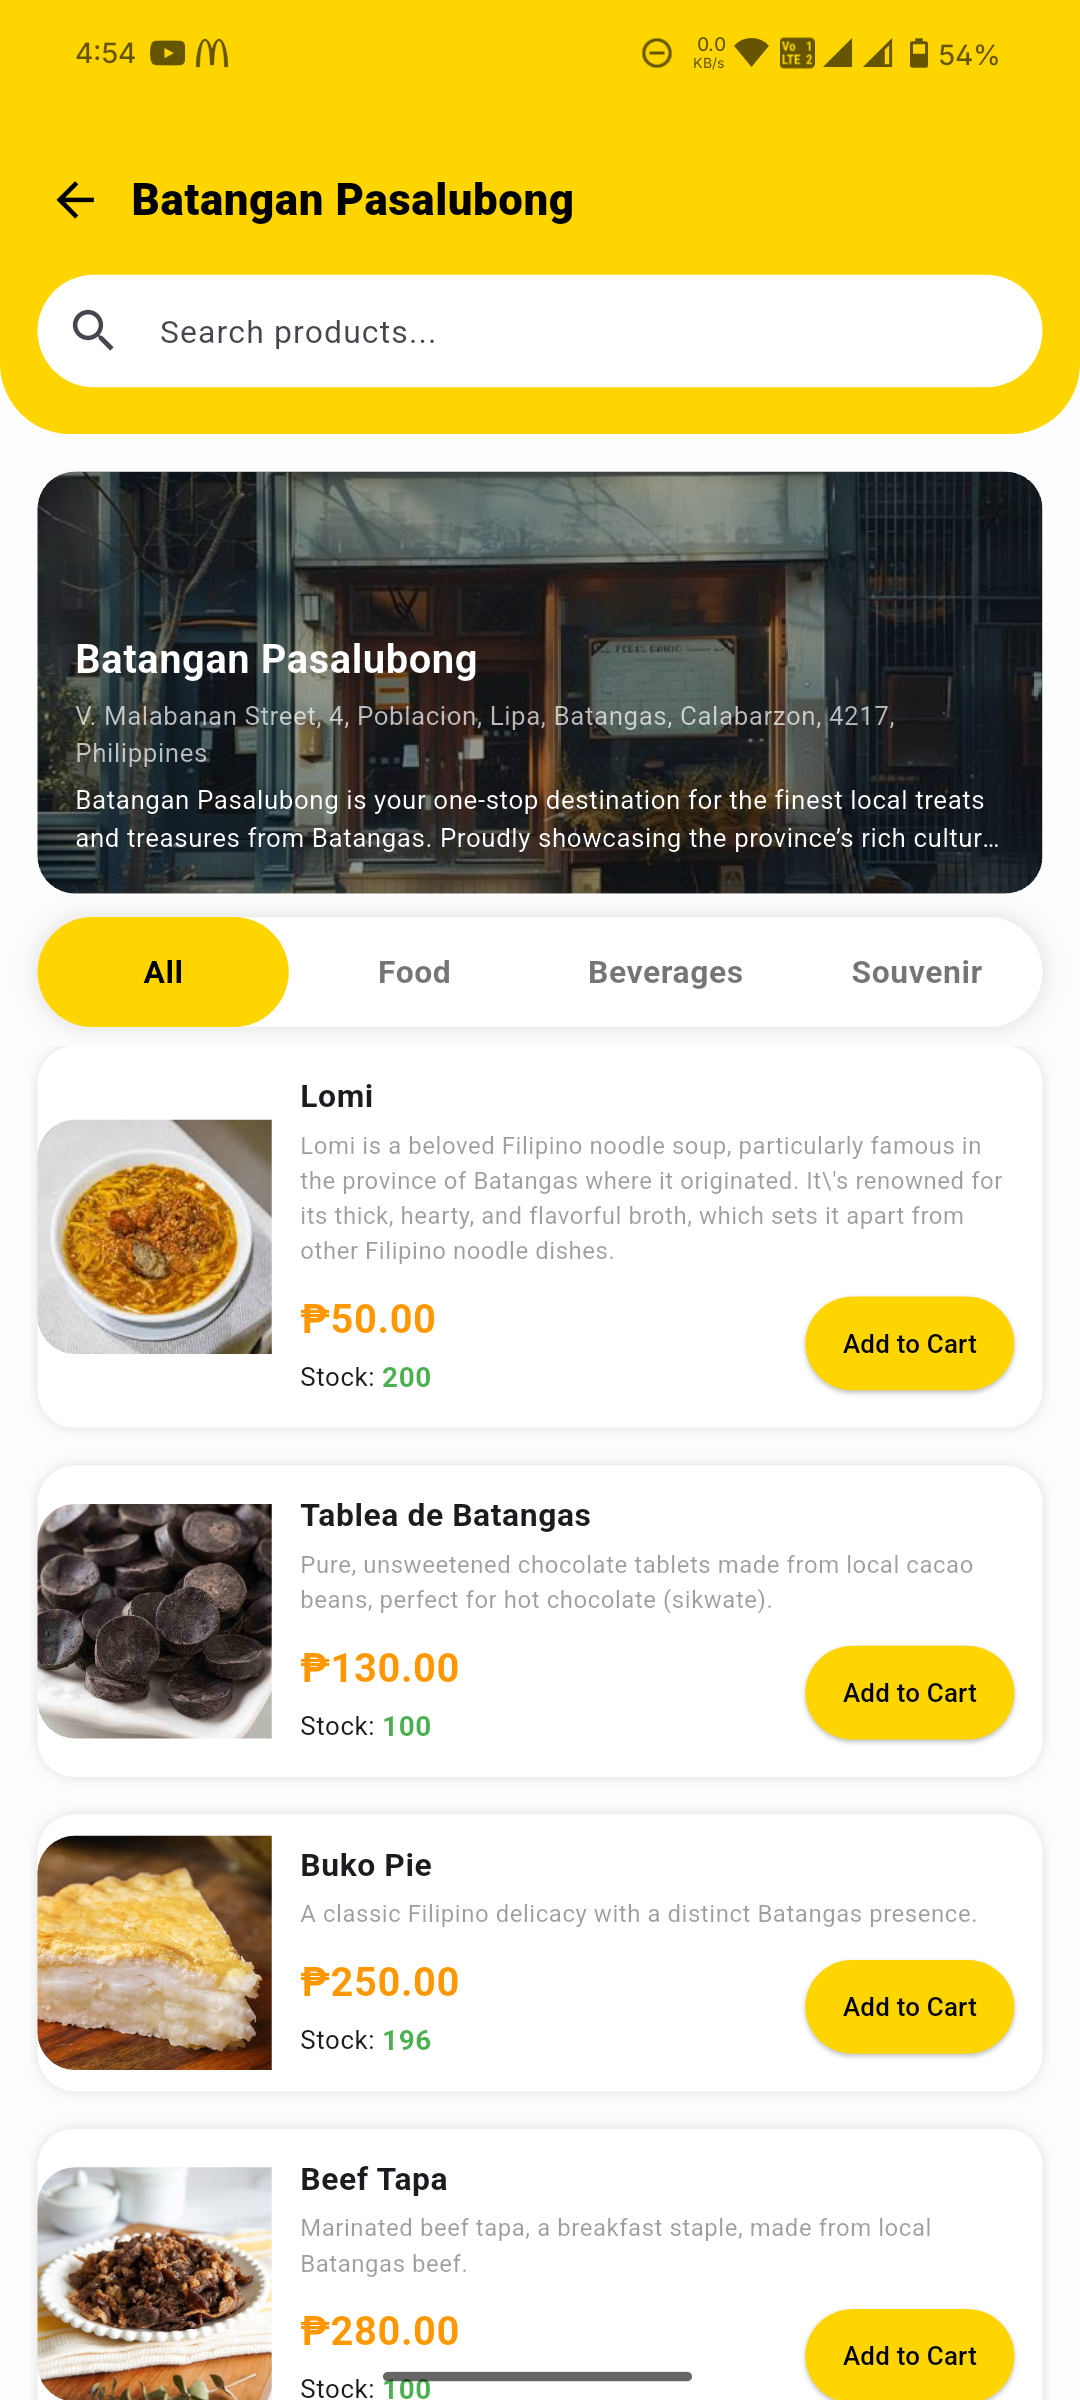 4:54
0.0
KB/s
Vo 1
LTE 2
54%
Batangan Pasalubong
Search products...
Batangan Pasalubong
V. Malabanan Street, 4, Poblacion, Lipa, Batangas, Calabarzon, 4217,
Philippines
Batangan Pasalubong is your one-stop destination for the finest local treats
and treasures from Batangas. Proudly showcasing the province’s rich cultur…
All
Food
Beverages
Souvenir
Lomi
Lomi is a beloved Filipino noodle soup, particularly famous in
the province of Batangas where it originated. It\'s renowned for
its thick, hearty, and flavorful broth, which sets it apart from
other Filipino noodle dishes.
₱50.00
Stock: 200
Add to Cart
Tablea de Batangas
Pure, unsweetened chocolate tablets made from local cacao
beans, perfect for hot chocolate (sikwate).
₱130.00
Stock: 100
Add to Cart
Buko Pie
A classic Filipino delicacy with a distinct Batangas presence.
₱250.00
Stock: 196
Add to Cart
Beef Tapa
Marinated beef tapa, a breakfast staple, made from local
Batangas beef.
₱280.00
Stock: 100
Add to Cart